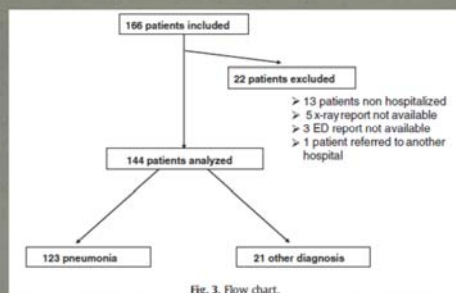 166 patients included
22 patients excluded
➢ 13 patients non hospitalized
➢ 5 x-ray report not available
➢ 3 ED report not available
➢ 1 patient referred to another
hospital
144 patients analyzed
123 pneumonia
21 other diagnosis
Fig. 3. Flow chart.